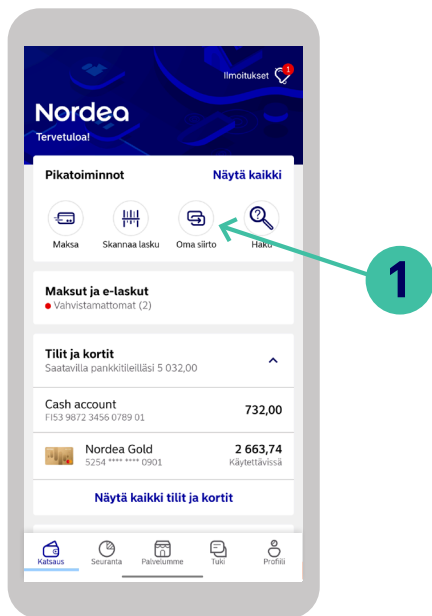 Ilmoitukset 1
Nordea
Tervetuloa!
Pikatoiminnot Näytä kaikki
Maksa Skannaa lasku Oma siirto Haku
1
Maksut ja e-laskut
Vahvistamattomat (2)
Tilit ja kortit
Saatavilla pankkitileilläsi 5 032,00
Cash account 732,00
FI53 9872 3456 0789 01
Nordea Gold 2 663,74
5254 **** **** 0901 Käytettävissä
Näytä kaikki tilit ja kortit
Katsaus Seuranta Palvelumme Tuki Profiili